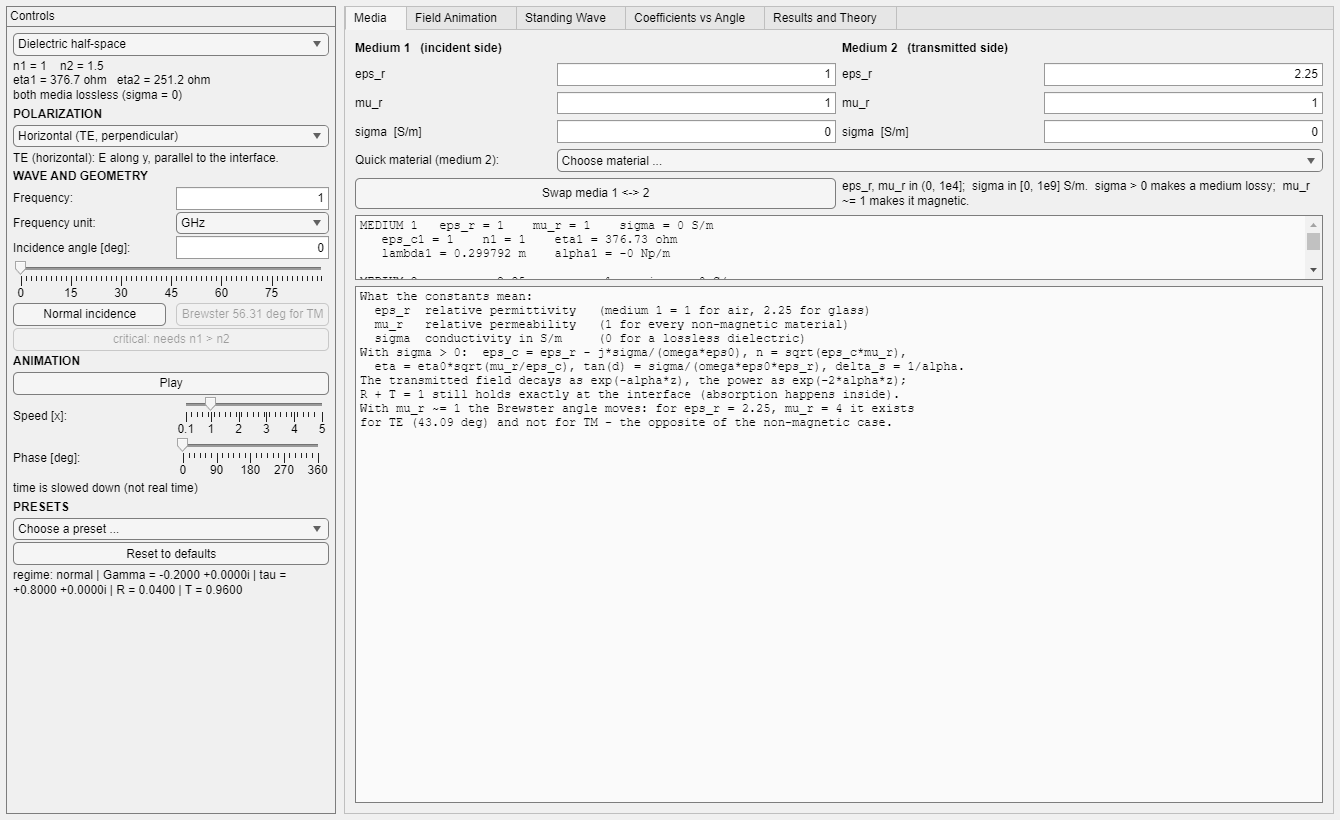 Controls
Dielectric half-space
n1 = 1    n2 = 1.5
eta1 = 376.7 ohm   eta2 = 251.2 ohm
both media lossless (sigma = 0)
POLARIZATION
Horizontal (TE, perpendicular)
TE (horizontal): E along y, parallel to the interface.
WAVE AND GEOMETRY
Frequency:
1
Frequency unit:
GHz
Incidence angle [deg]:
0
0 15 30 45 60 75
Normal incidence
Brewster 56.31 deg for TM
critical: needs n1 > n2
ANIMATION
Play
Speed [x]:
0.1 1 2 3 4 5
Phase [deg]:
0 90 180 270 360
time is slowed down (not real time)
PRESETS
Choose a preset ...
Reset to defaults
regime: normal | Gamma = -0.2000 +0.0000i | tau =
+0.8000 +0.0000i | R = 0.0400 | T = 0.9600
Media
Field Animation
Standing Wave
Coefficients vs Angle
Results and Theory
Medium 1   (incident side)
Medium 2   (transmitted side)
eps_r
1
eps_r
2.25
mu_r
1
mu_r
1
sigma  [S/m]
0
sigma  [S/m]
0
Quick material (medium 2):
Choose material ...
Swap media 1 <-> 2
eps_r, mu_r in (0, 1e4];  sigma in [0, 1e9] S/m.  sigma > 0 makes a medium lossy;  mu_r
~= 1 makes it magnetic.
MEDIUM 1   eps_r = 1    mu_r = 1    sigma = 0 S/m
eps_c1 = 1    n1 = 1    eta1 = 376.73 ohm
lambda1 = 0.299792 m    alpha1 = -0 Np/m
What the constants mean:
eps_r  relative permittivity   (medium 1 = 1 for air, 2.25 for glass)
mu_r   relative permeability   (1 for every non-magnetic material)
sigma  conductivity in S/m     (0 for a lossless dielectric)
With sigma > 0:  eps_c = eps_r - j*sigma/(omega*eps0), n = sqrt(eps_c*mu_r),
eta = eta0*sqrt(mu_r/eps_c), tan(d) = sigma/(omega*eps0*eps_r), delta_s = 1/alpha.
The transmitted field decays as exp(-alpha*z), the power as exp(-2*alpha*z);
R + T = 1 still holds exactly at the interface (absorption happens inside).
With mu_r ~= 1 the Brewster angle moves: for eps_r = 2.25, mu_r = 4 it exists
for TE (43.09 deg) and not for TM - the opposite of the non-magnetic case.